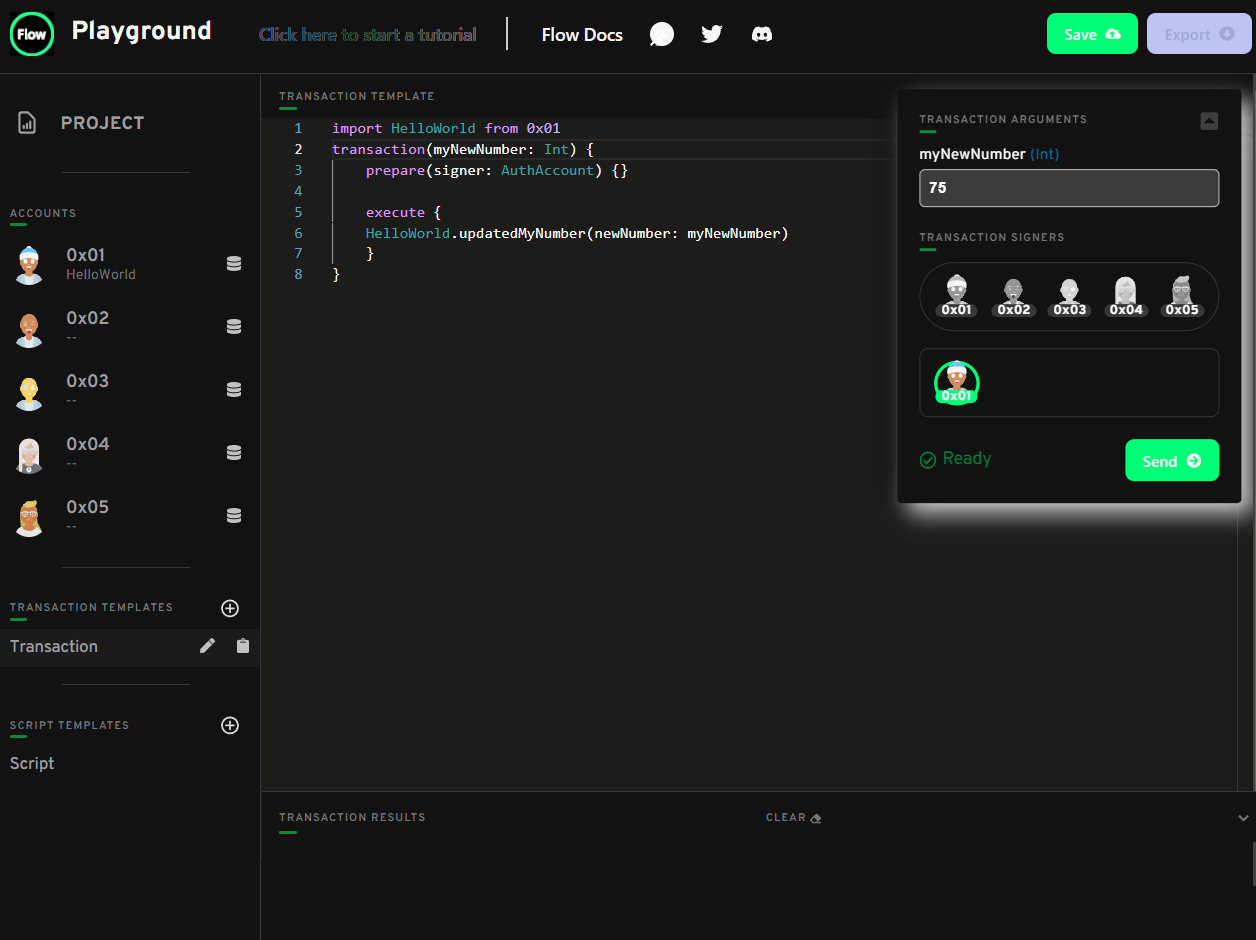 Flow
Playground
Click here to start a tutorial
Flow Docs
Save
Export
PROJECT
ACCOUNTS
0x01
HelloWorld
0x02
--
0x03
--
0x04
--
0x05
--
TRANSACTION TEMPLATES
Transaction
SCRIPT TEMPLATES
Script
TRANSACTION TEMPLATE
1 import HelloWorld from 0x01
2 transaction(myNewNumber: Int) {
3 prepare(signer: AuthAccount) {}
4
5 execute {
6 HelloWorld.updatedMyNumber(newNumber: myNewNumber)
7 }
8 }
TRANSACTION ARGUMENTS
myNewNumber (Int)
75
TRANSACTION SIGNERS
0x01 0x02 0x03 0x04 0x05
0x01
Ready
Send
TRANSACTION RESULTS
CLEAR